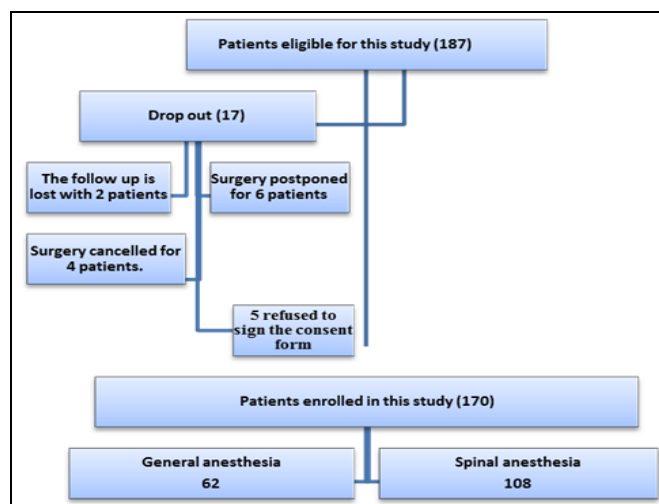 Patients eligible for this study (187)
Drop out (17)
The follow up is
lost with 2 patients
Surgery postponed
for 6 patients
Surgery cancelled for
4 patients.
5 refused to
sign the consent
form
Patients enrolled in this study (170)
General anesthesia
62
Spinal anesthesia
108